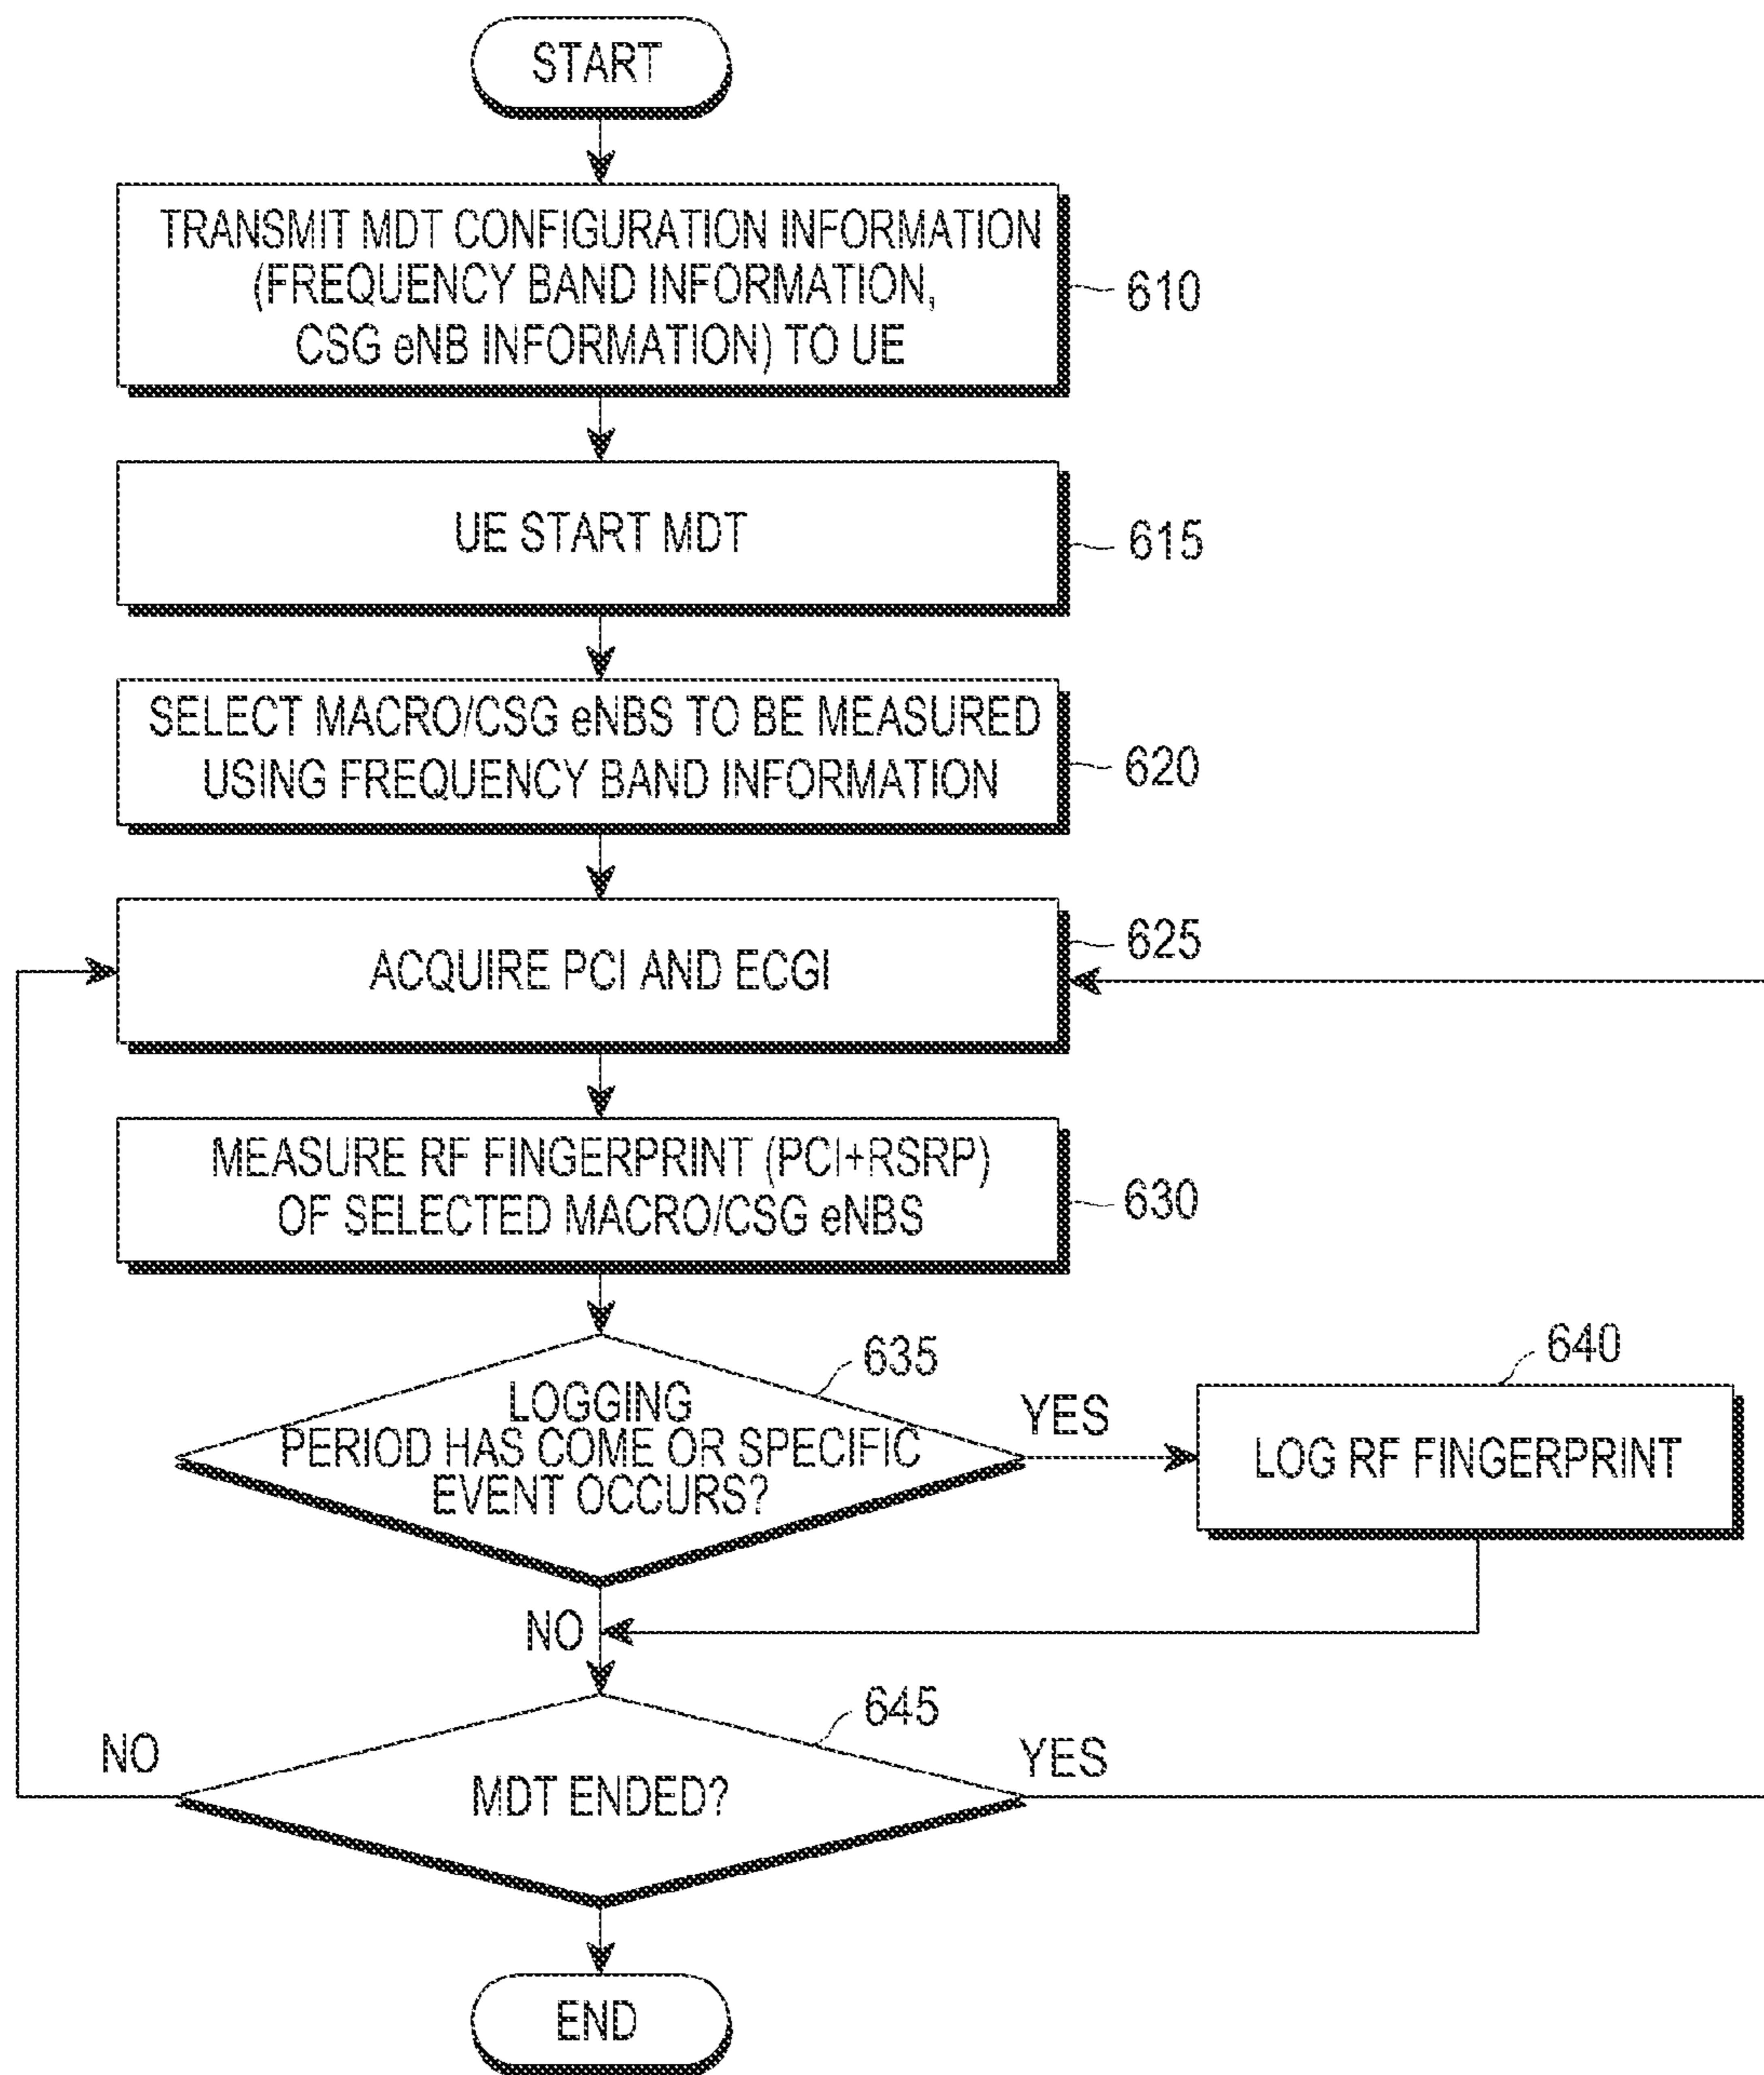 START
TRANSMIT MDT CONFIGURATION INFORMATION
(FREQUENCY BAND INFORMATION,
CSG eNB INFORMATION) TO UE
610
UE START MDT
615
SELECT MACRO/CSG eNBS TO BE MEASURED
USING FREQUENCY BAND INFORMATION
620
ACQUIRE PCI AND ECGI
625
MEASURE RF FINGERPRINT (PCI+RSRP)
OF SELECTED MACRO/CSG eNBS
630
635
LOGGING
PERIOD HAS COME OR SPECIFIC
EVENT OCCURS?
YES
640
LOG RF FINGERPRINT
NO
645
NO
MDT ENDED?
YES
END